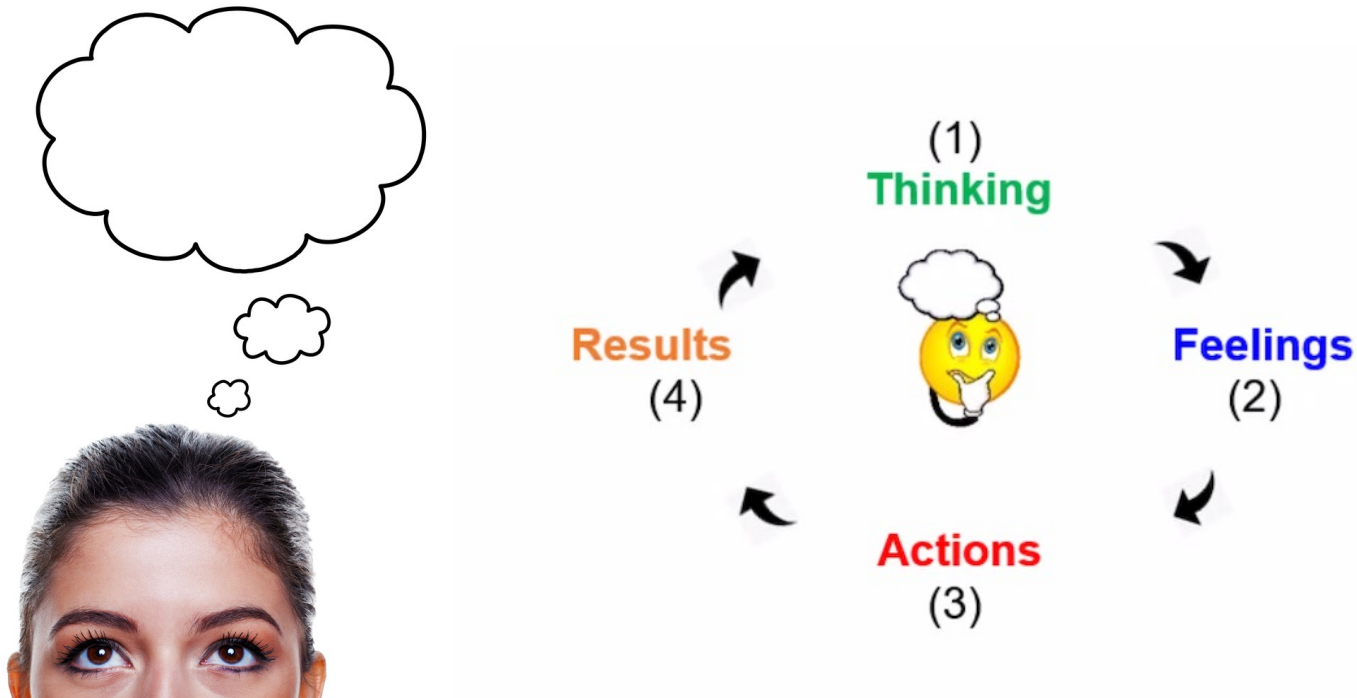 (1)
Thinking
Feelings
(2)
Actions
(3)
Results
(4)